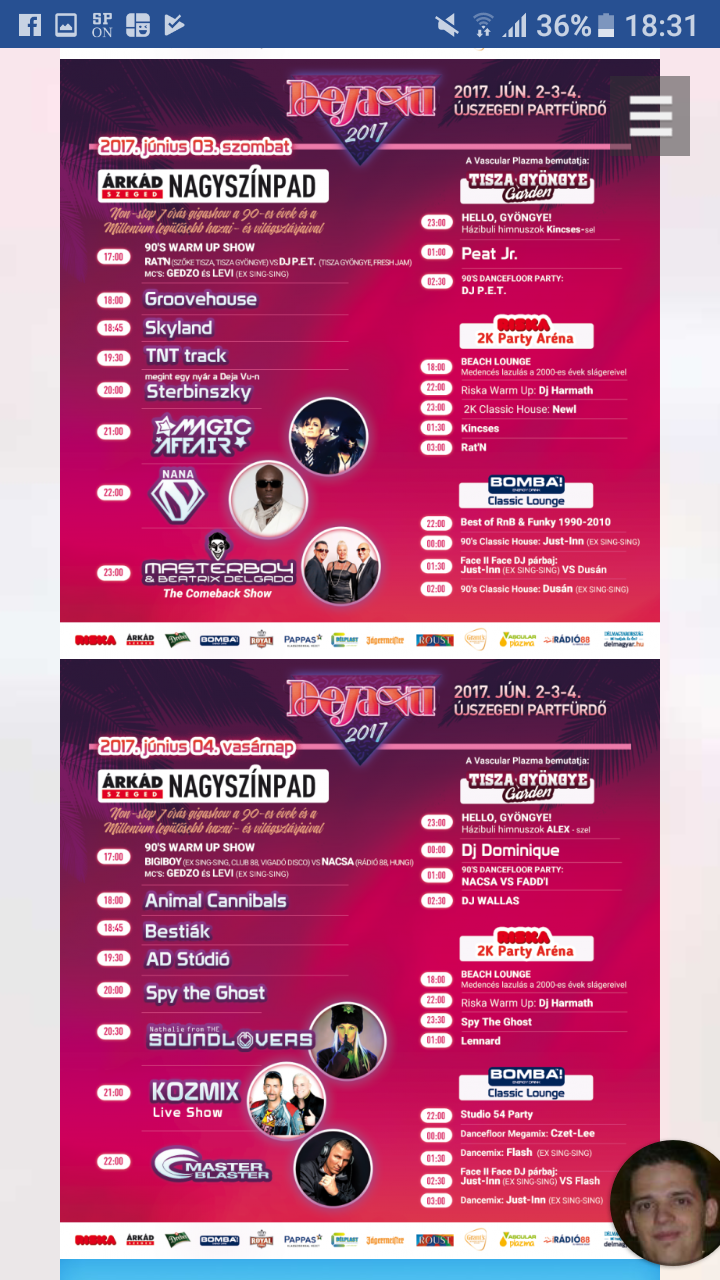 SP
ON
36%
18:31
Deja Vu
2017
2017. JÚN. 2-3-4.
ÚJSZEGEDI PARTFÜRDŐ
2017. június 03. szombat
ÁRKÁD
SZEGED
NAGYSZÍNPAD
Non-stop 7 órás gigashow a 90-es évek és a
Millenium legütősebb hazai- és világsztárjaival
17:00
90'S WARM UP SHOW
RAT'N (SZŐKE TISZA, TISZA GYÖNGYE) VS DJ P.E.T. (TISZA GYÖNGYE, FRESH JAM)
MC'S: GEDZO ÉS LEVI (EX SING-SING)
18:00 Groovehouse
18:45 Skyland
19:30 TNT track
megint egy nyár a Deja Vu-n
20:00 Sterbinszky
21:00 MAGIC
AFFAIR
22:00 NANA
N
23:00 MASTERBOY
& BEATRIX DELGADO
The Comeback Show
A Vascular Plazma bemutatja:
TISZA GYÖNGYE
Garden
23:00 HELLO, GYÖNGYE!
Házibuli himnuszok Kincses-sel
01:00 Peat Jr.
02:30 90'S DANCEFLOOR PARTY:
DJ P.E.T.
RISKA
2K Party Aréna
18:00 BEACH LOUNGE
Medencés lazulás a 2000-es évek slágereivel
22:00 Riska Warm Up: Dj Harmath
23:00 2K Classic House: Newl
01:30 Kincses
03:00 Rat'N
BOMBA!
ENERGY DRINK
Classic Lounge
22:00 Best of RnB & Funky 1990-2010
00:00 90's Classic House: Just-Inn (EX SING-SING)
01:30 Face II Face DJ párbaj:
Just-Inn (EX SING-SING) VS Dusán
02:00 90's Classic House: Dusán (EX SING-SING)
RISKA ÁRKÁD SZEGED Dreher BOMBA! ROYAL PAPPAS HELPLAST Jägermeister ROUST VASCULAR plazma RÁDIÓ88 DÉLMAGYARORSZÁG delmagyar.hu
Deja Vu
2017
2017. JÚN. 2-3-4.
ÚJSZEGEDI PARTFÜRDŐ
2017. június 04. vasárnap
ÁRKÁD
SZEGED
NAGYSZÍNPAD
Non-stop 7 órás gigashow a 90-es évek és a
Millenium legütősebb hazai- és világsztárjaival
17:00
90'S WARM UP SHOW
BIGIBOY (EX SING-SING, CLUB 88, VIGADÓ DISCO) VS NACSA (RÁDIÓ 88, HUNGI)
MC'S: GEDZO ÉS LEVI (EX SING-SING)
18:00 Animal Cannibals
18:45 Bestiák
19:30 AD Stúdió
20:00 Spy the Ghost
20:30 Nathalie from THE
SOUNDLOVERS
21:00 KOZMIX
Live Show
22:00 MASTER
BLASTER
A Vascular Plazma bemutatja:
TISZA GYÖNGYE
Garden
23:00 HELLO, GYÖNGYE!
Házibuli himnuszok ALEX - szel
00:00 Dj Dominique
01:00 90'S DANCEFLOOR PARTY:
NACSA VS FADD'I
02:30 DJ WALLAS
RISKA
2K Party Aréna
18:00 BEACH LOUNGE
Medencés lazulás a 2000-es évek slágereivel
22:00 Riska Warm Up: Dj Harmath
23:30 Spy The Ghost
01:00 Lennard
BOMBA!
ENERGY DRINK
Classic Lounge
22:00 Studio 54 Party
00:00 Dancefloor Megamix: Czet-Lee
01:30 Dancemix: Flash (EX SING-SING)
02:30 Face II Face DJ párbaj:
Just-Inn (EX SING-SING) VS Flash
03:00 Dancemix: Just-Inn (EX SING-SING)
RISKA ÁRKÁD SZEGED Dreher BOMBA! ROYAL PAPPAS HELPLAST Jägermeister ROUST VASCULAR plazma RÁDIÓ88